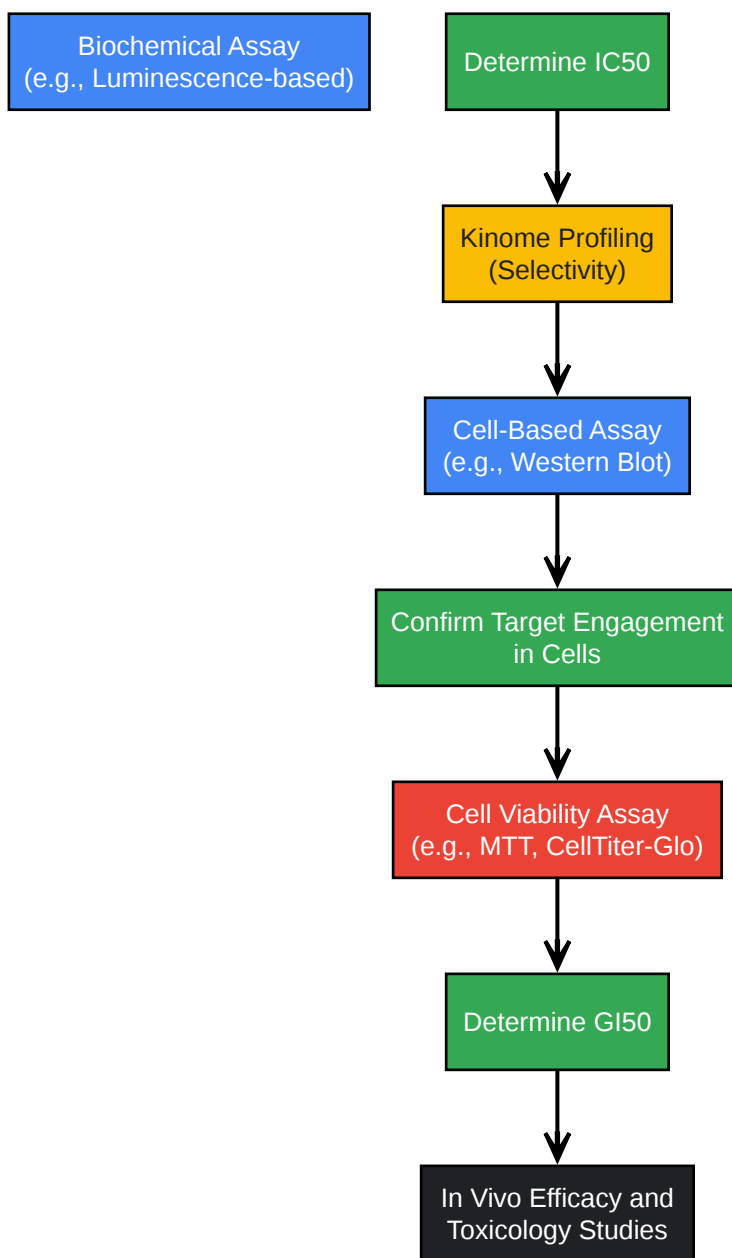 Biochemical Assay
(e.g., Luminescence-based)
Determine IC50
Kinome Profiling
(Selectivity)
Cell-Based Assay
(e.g., Western Blot)
Confirm Target Engagement
in Cells
Cell Viability Assay
(e.g., MTT, CellTiter-Glo)
Determine GI50
In Vivo Efficacy and
Toxicology Studies